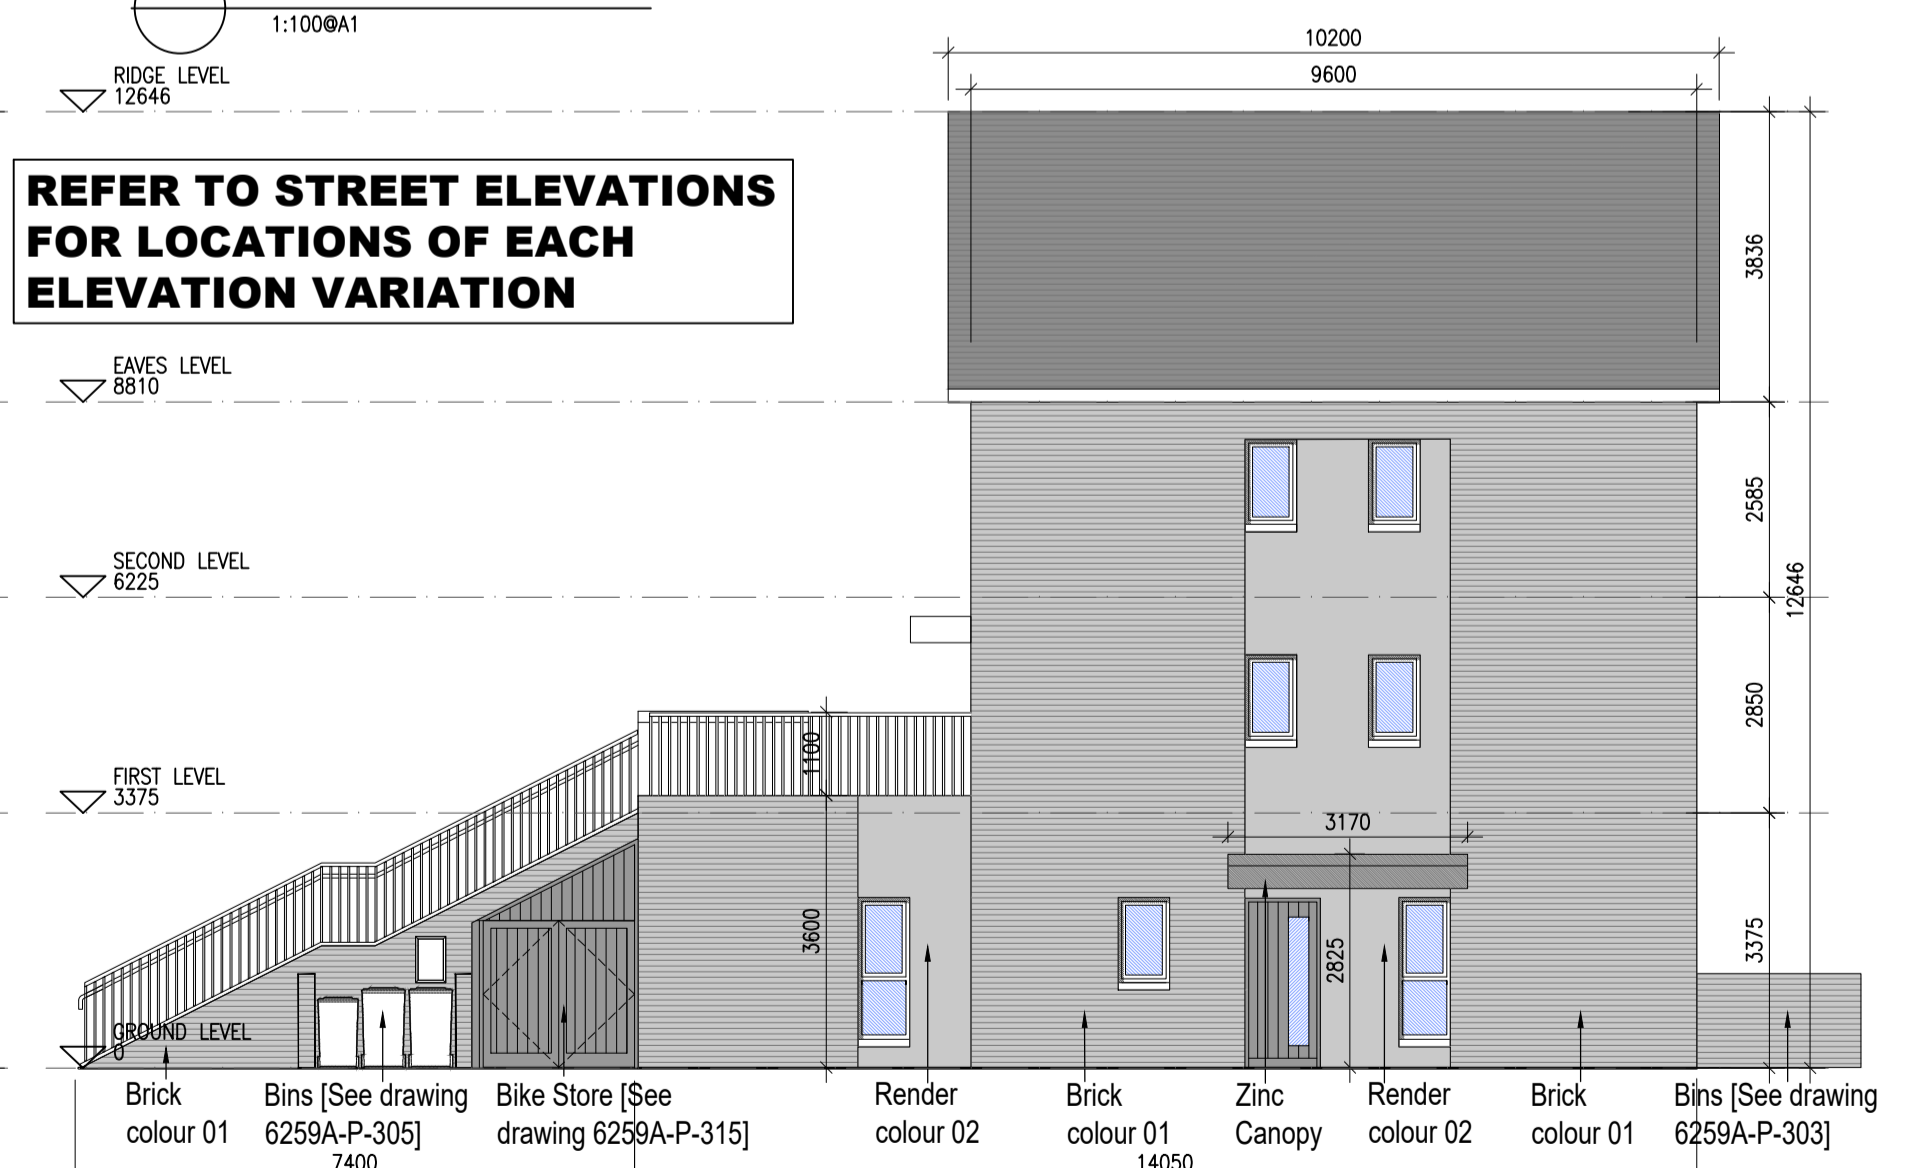 1:100@A1
10200
9600
RIDGE LEVEL
12646
REFER TO STREET ELEVATIONS
FOR LOCATIONS OF EACH
ELEVATION VARIATION
3836
EAVES LEVEL
8810
2585
SECOND LEVEL
6225
12646
2850
1100
FIRST LEVEL
3375
3170
3600
2825
3375
GROUND LEVEL
0
Brick
colour 01
Bins [See drawing
6259A-P-305]
Bike Store [See
drawing 6259A-P-315]
Render
colour 02
Brick
colour 01
Zinc
Canopy
Render
colour 02
Brick
colour 01
Bins [See drawing
6259A-P-303]
7400
14050